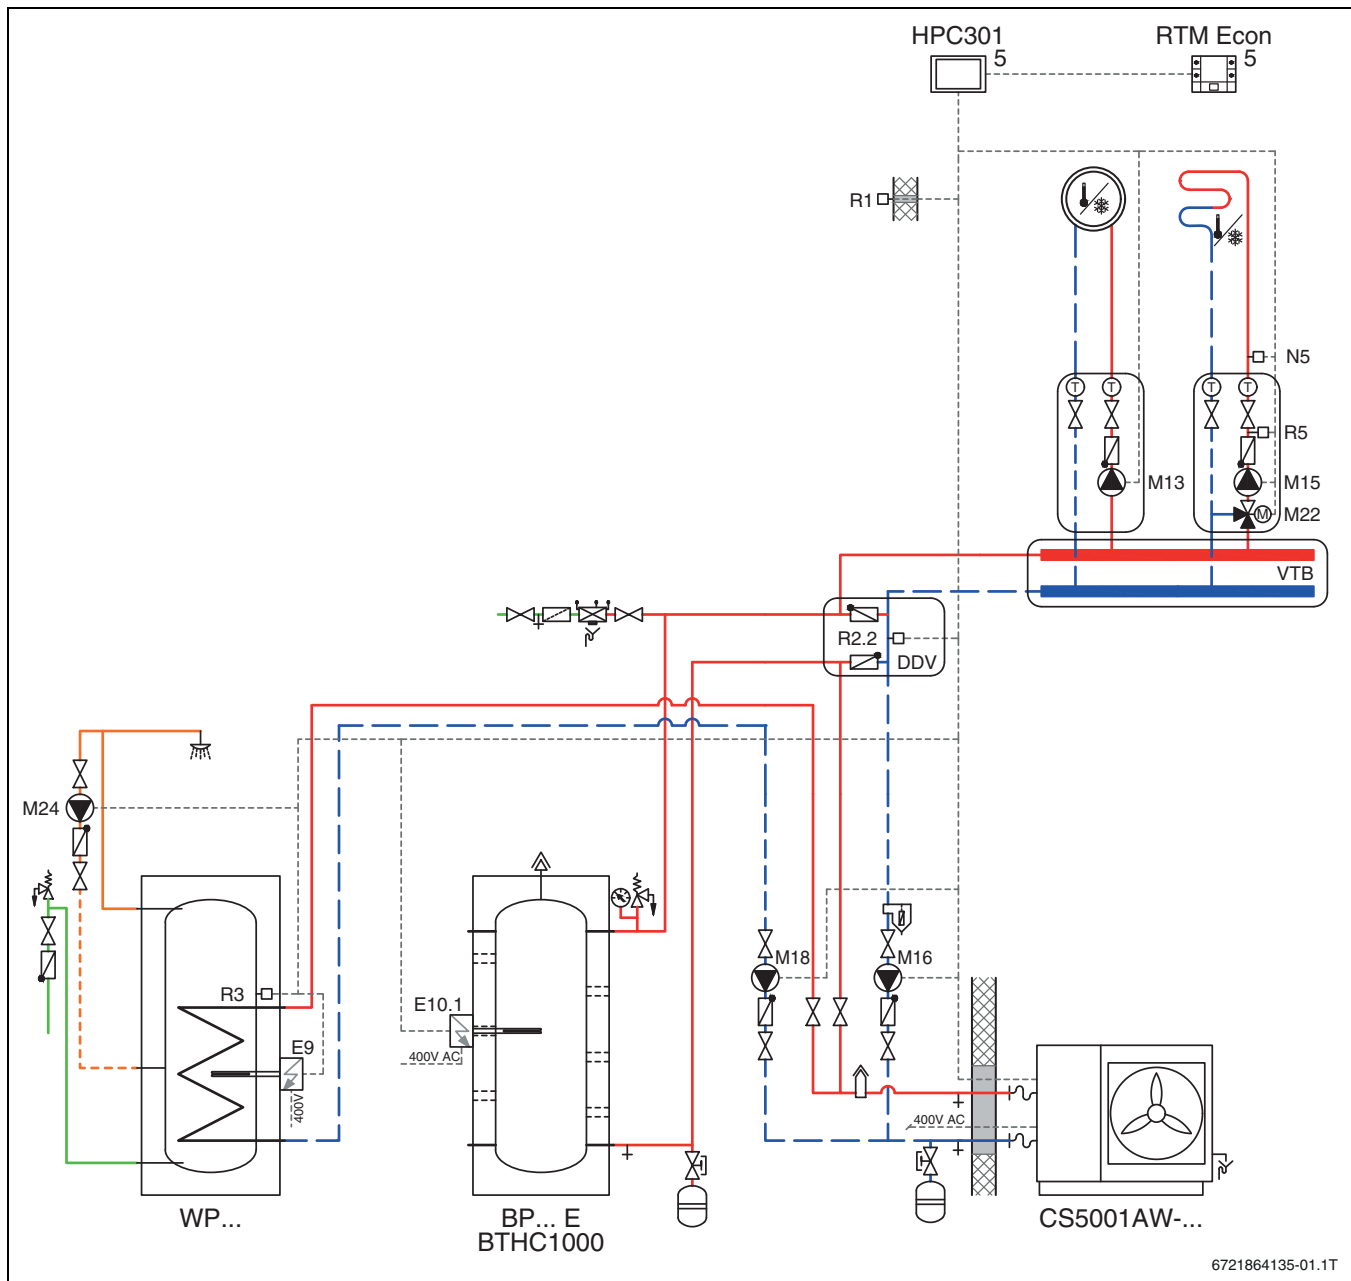 HPC301
5
RTM Econ
5
R1
N5
T
T
T
T
R5
M13
M15
M
M22
VTB
R2.2
DDV
M24
M18
M16
R3
E10.1
E9
400V AC
400V
400V AC
WP...
BP... E
BTHC1000
CS5001AW-...
6721864135-01.1T